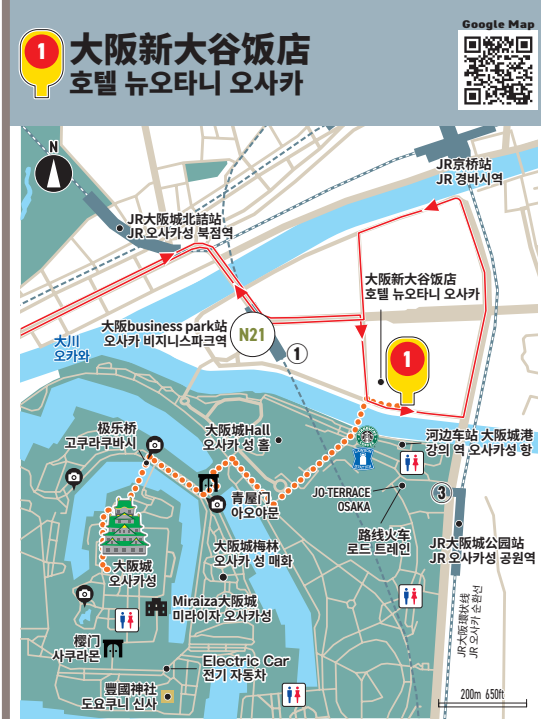 Google Map
1
大阪新大谷饭店
호텔 뉴오타니 오사카
N
JR京桥站
JR 경바시역
JR大阪城北詰站
JR 오사카성 북점역
大阪新大谷饭店
호텔 뉴오타니 오사카
大阪business park站
오사카 비지니스파크역
N21
①
1
大川
오카와
极乐桥
고쿠라쿠바시
大阪城Hall
오사카 성 홀
河边车站 大阪城港
강의 역 오사카성 항
青屋门
아오야문
JO-TERRACE
OSAKA
③
路线火车
로드 트레인
JR大阪城公园站
JR 오사카성 공원역
大阪城梅林
오사카 성 매화
大阪城
오사카성
Miraiza大阪城
미라이자 오사카성
JR大阪環状线
JR 오사카 순환선
樱门
사쿠라몬
Electric Car
전기 자동차
豐國神社
도요쿠니 신사
200m 650ft